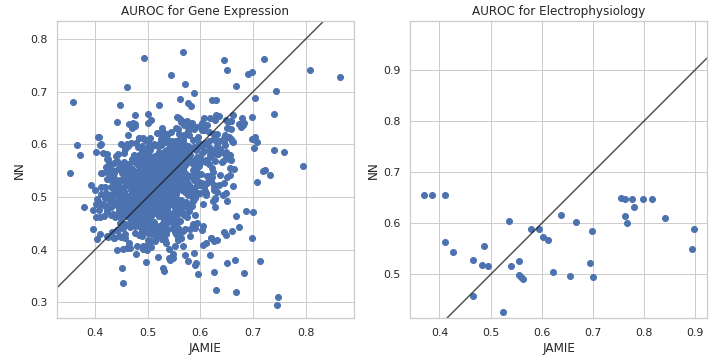 AUROC for Gene Expression
NN
0.8
0.7
0.6
0.5
0.4
0.3
0.4 0.5 0.6 0.7 0.8
JAMIE
AUROC for Electrophysiology
NN
0.9
0.8
0.7
0.6
0.5
0.4 0.5 0.6 0.7 0.8 0.9
JAMIE